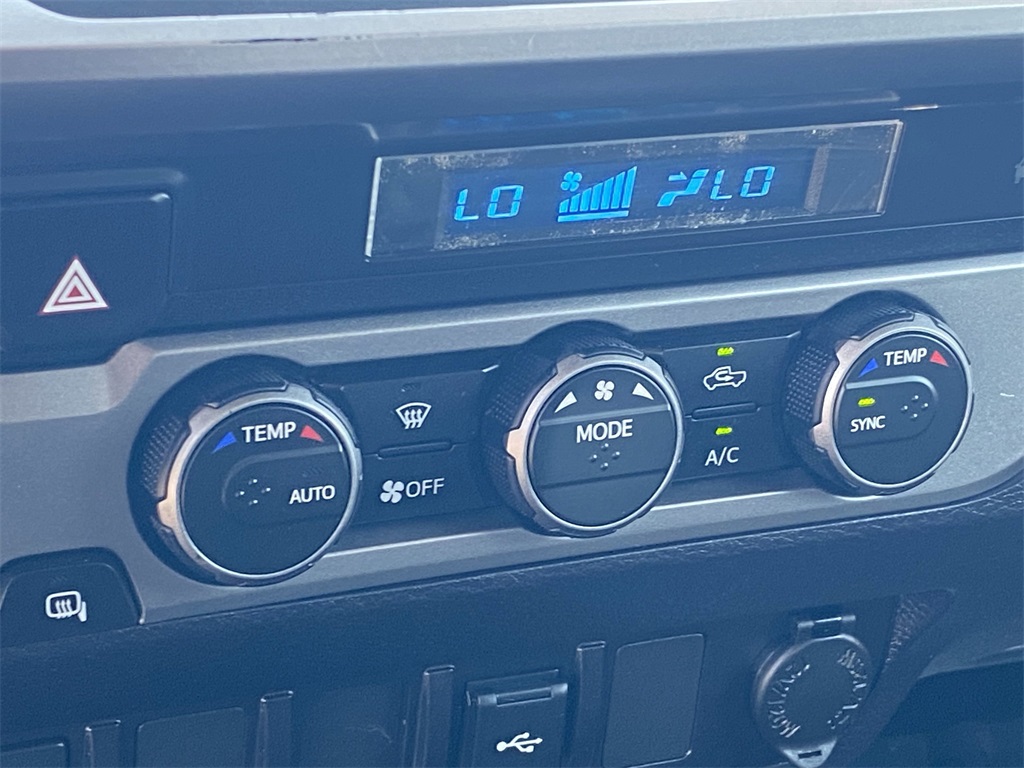 LO LO
TEMP
AUTO
OFF
MODE
A/C
TEMP
SYNC